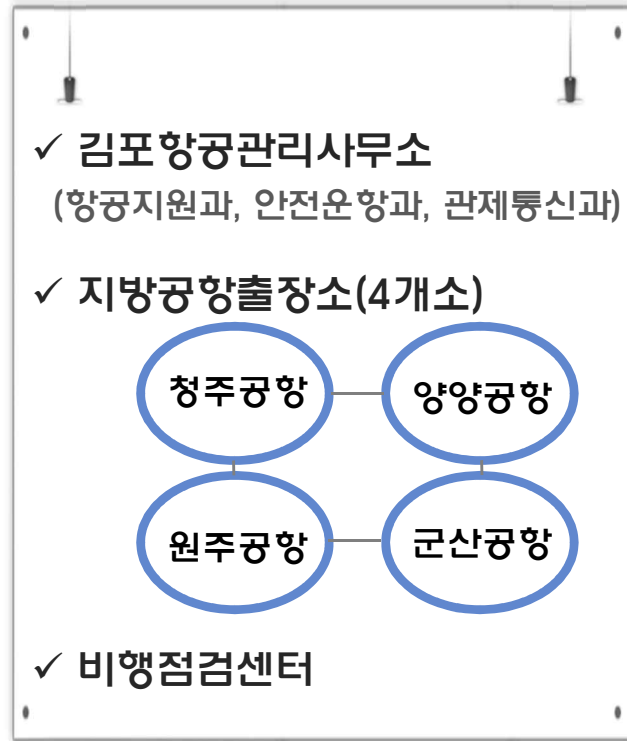 ✓ 김포항공관리사무소
(항공지원과, 안전운항과, 관제통신과)
✓ 지방공항출장소(4개소)
청주공항 양양공항
원주공항 군산공항
✓ 비행점검센터